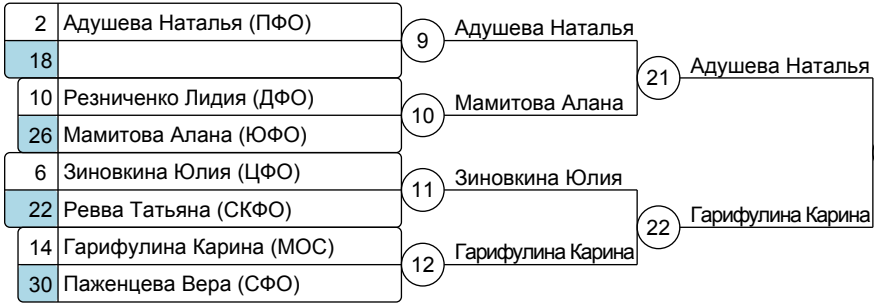 2 Адушева Наталья (ПФО)
18
10 Резниченко Лидия (ДФО)
26 Мамитова Алана (ЮФО)
6 Зиновкина Юлия (ЦФО)
22 Ревва Татьяна (СКФО)
14 Гарифулина Карина (МОС)
30 Паженцева Вера (СФО)
9 Адушева Наталья
10 Мамитова Алана
11 Зиновкина Юлия
12 Гарифулина Карина
21 Адушева Наталья
22 Гарифулина Карина